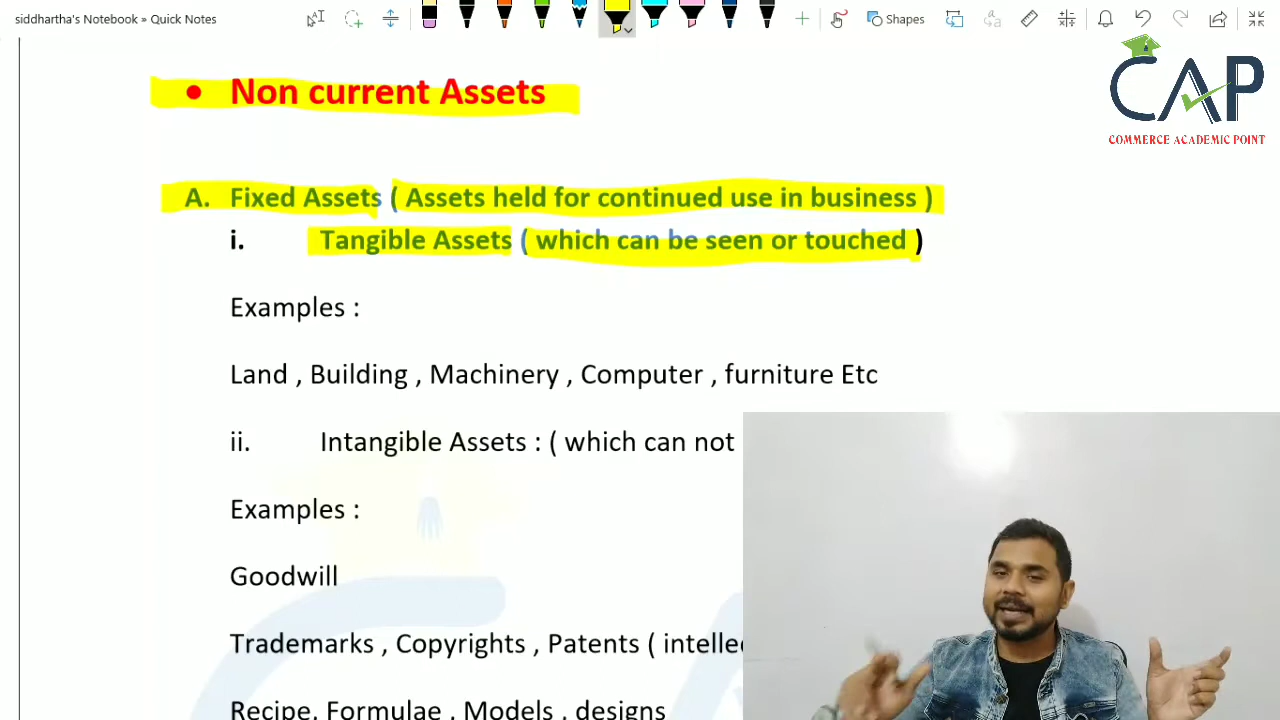 siddhartha's Notebook » Quick Notes
Shapes
CAP
COMMERCE ACADEMIC POINT
• Non current Assets
A. Fixed Assets ( Assets held for continued use in business )
i. Tangible Assets ( which can be seen or touched )
Examples :
Land , Building , Machinery , Computer , furniture Etc
ii. Intangible Assets : ( which can not
Examples :
Goodwill
Trademarks , Copyrights , Patents ( intellec
Recipe, Formulae , Models , designs